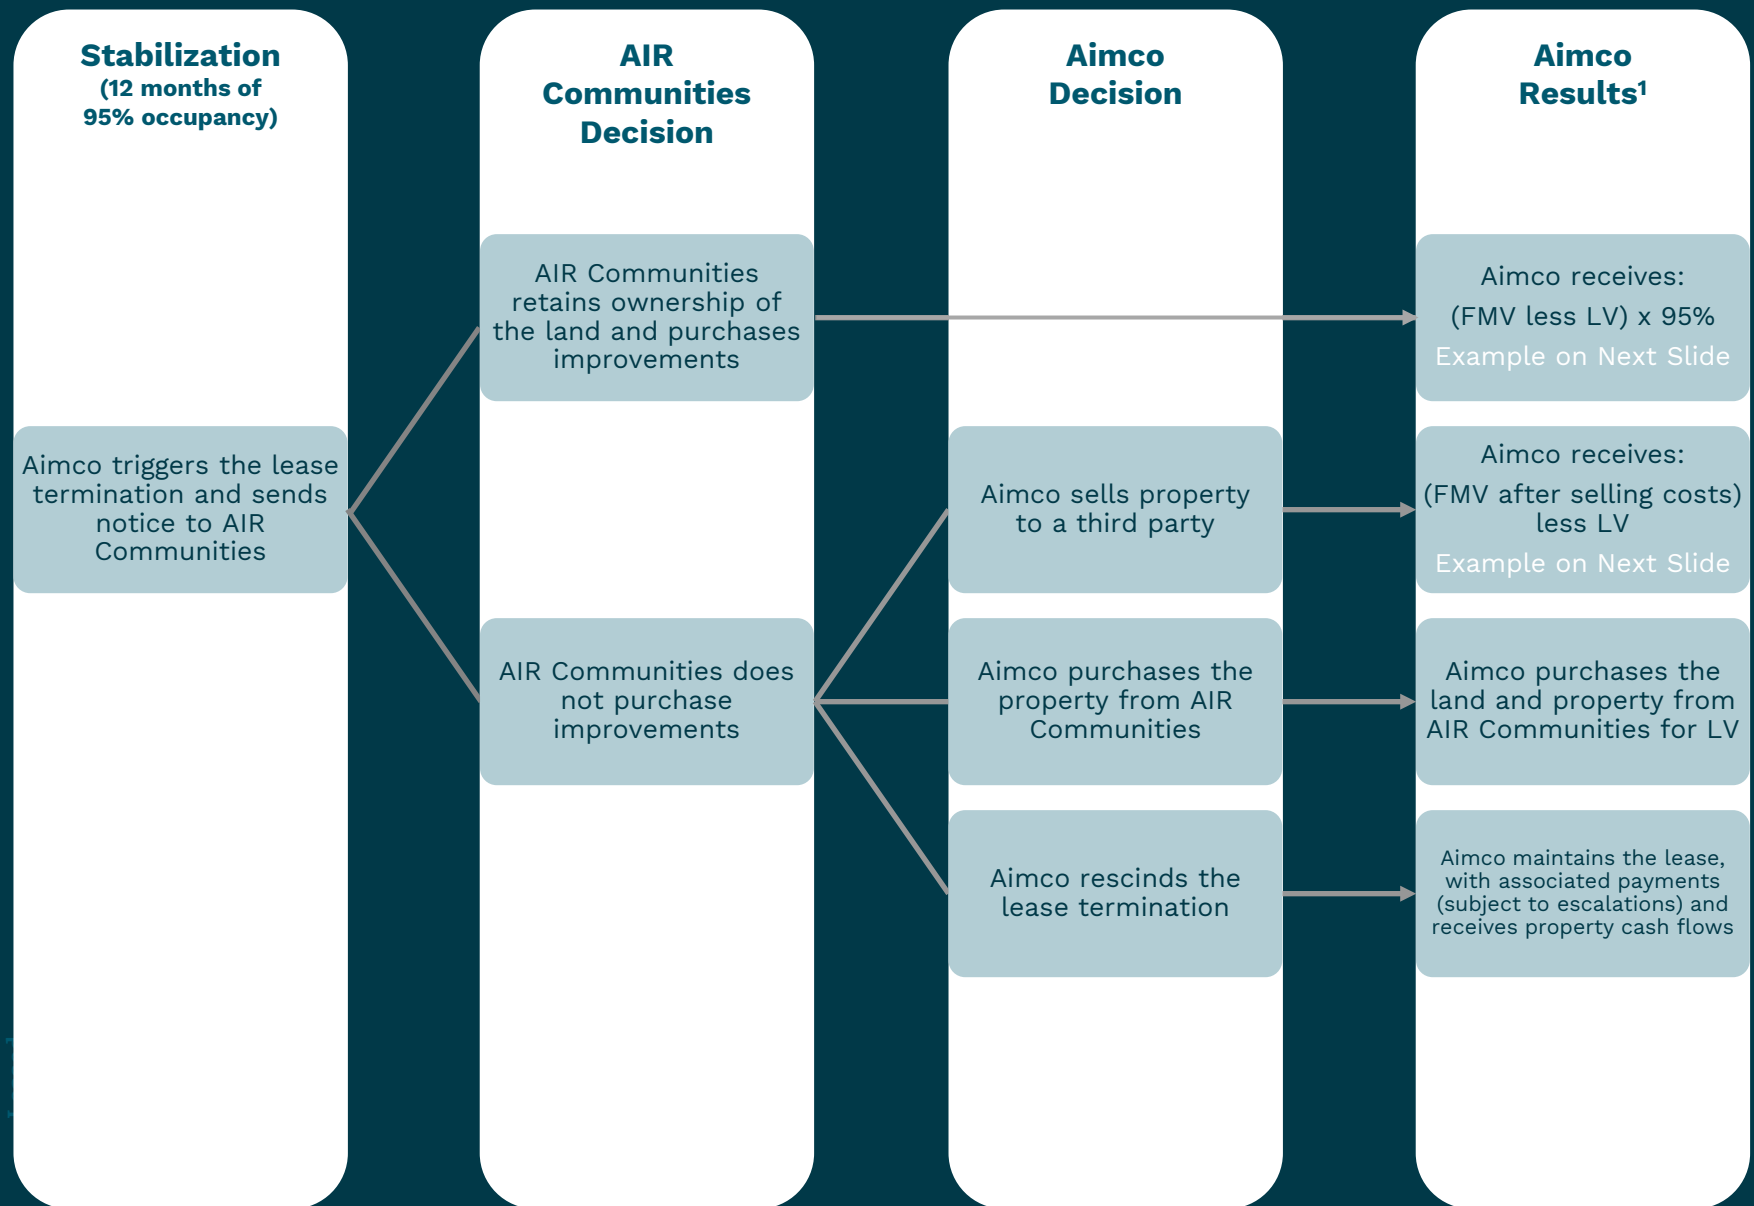 Stabilization
(12 months of
95% occupancy)
AIR
Communities
Decision
Aimco
Decision
Aimco
Results¹
Aimco triggers the lease
termination and sends
notice to AIR
Communities
AIR Communities
retains ownership of
the land and purchases
improvements
AIR Communities does
not purchase
improvements
Aimco sells property
to a third party
Aimco purchases the
property from AIR
Communities
Aimco rescinds the
lease termination
Aimco receives:
(FMV less LV) x 95%
Example on Next Slide
Aimco receives:
(FMV after selling costs)
less LV
Example on Next Slide
Aimco purchases the
land and property from
AIR Communities for LV
Aimco maintains the lease,
with associated payments
(subject to escalations) and
receives property cash flows